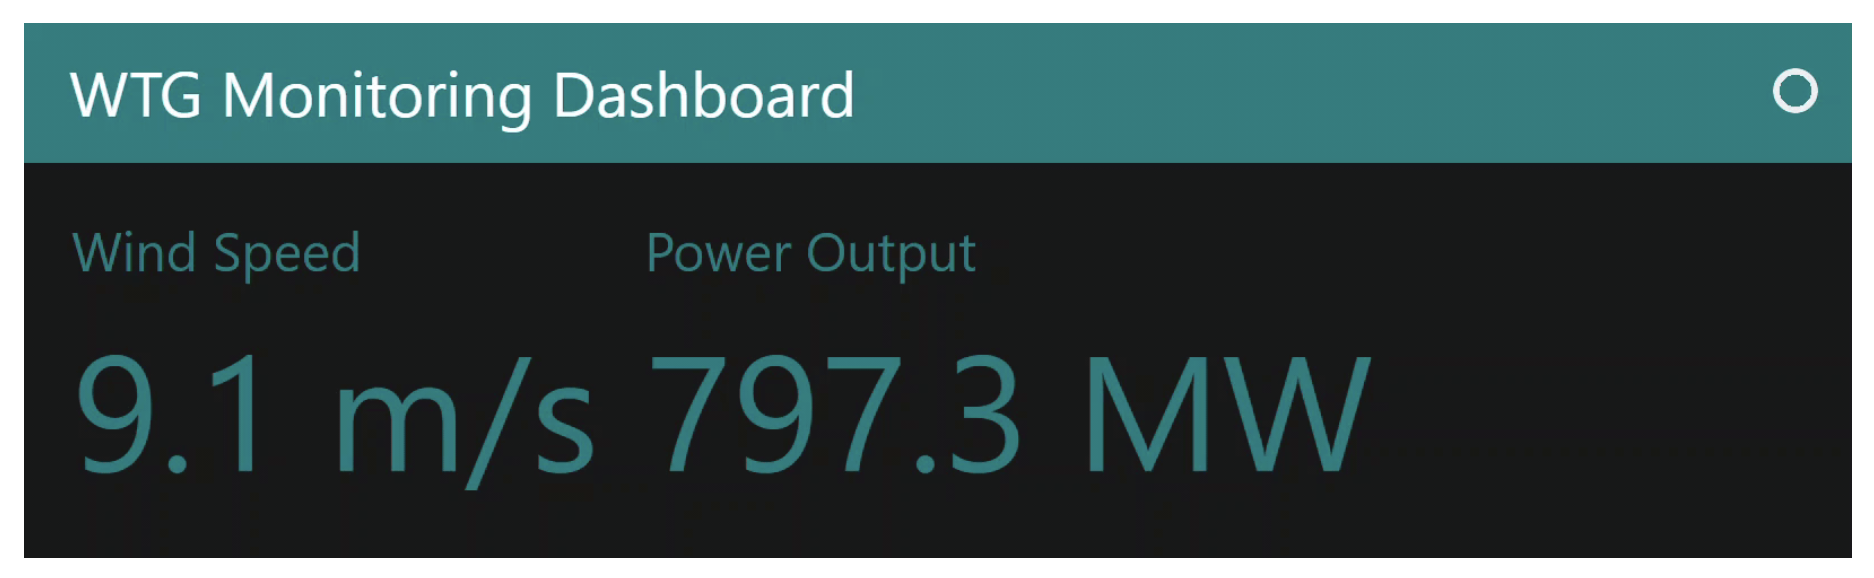 WTG Monitoring Dashboard
Wind Speed Power Output
9.1 m/s 797.3 MW